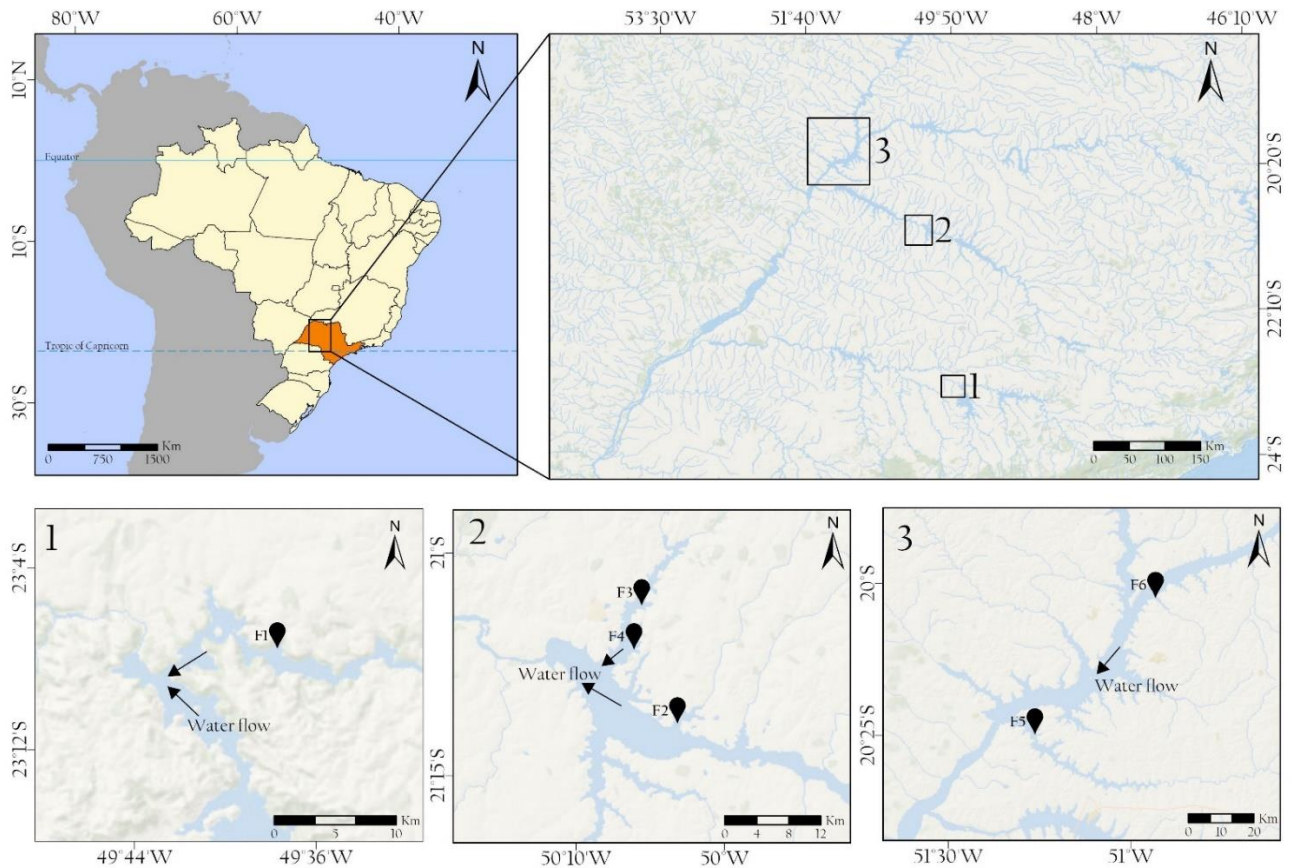 80°W 60°W 40°W
N
10°N
Equator
10°S
Tropic of Capricorn
30°S
Km
0 750 1500
53°30'W 51°40'W 49°50'W 48°W 46°10'W
N
3
20°20'S
2
22°10'S
1
Km
0 50 100 150
24°S
1
N
23°4'S
F1
Water flow
23°12'S
Km
0 5 10
49°44'W 49°36'W
2
N
21°S
F3
F4
Water flow
F2
21°15'S
Km
0 4 8 12
50°10'W 50°W
3
N
20°S
F6
Water flow
F5
20°25'S
Km
0 10 20
51°30'W 51°W